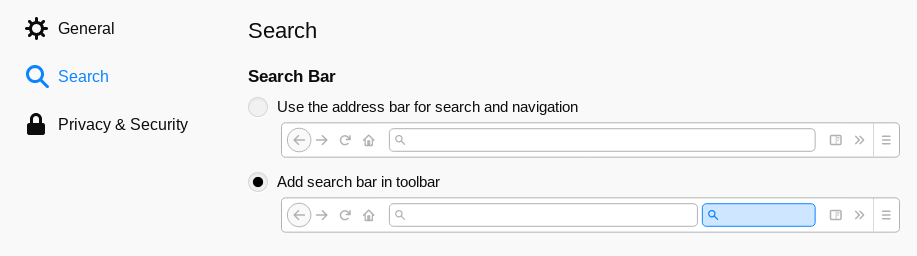 General
Search
Privacy & Security
Search
Search Bar
Use the address bar for search and navigation
Add search bar in toolbar